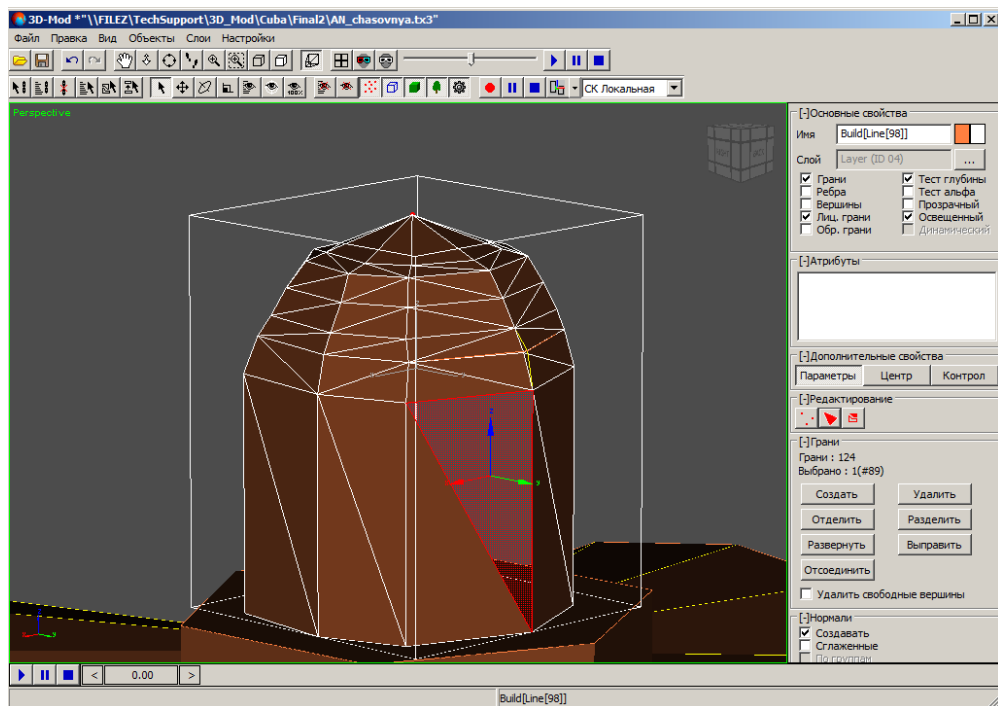 3D-Mod *"\\FILEZ\TechSupport\3D_Mod\Cuba\Final2\AN_chasovnya.tx3"
Файл Правка Вид Объекты Слои Настройки
100%
СК Локальная
Perspective
[-]Основные свойства
Имя Build[Line[98]]
Слой Layer (ID 04) ...
Грани Тест глубины
Ребра Тест альфа
Вершины Прозрачный
Лиц. грани Освещенный
Обр. грани Динамический
[-]Атрибуты
[-]Дополнительные свойства
Параметры Центр Контрол
[-]Редактирование
[-]Грани
Грани : 124
Выбрано : 1(#89)
Создать Удалить
Отделить Разделить
Развернуть Выправить
Отсоединить
Удалить свободные вершины
[-]Нормали
Создавать
Сглаженные
По группам
z
y
z
x
y
< 0.00 >
Build[Line[98]]